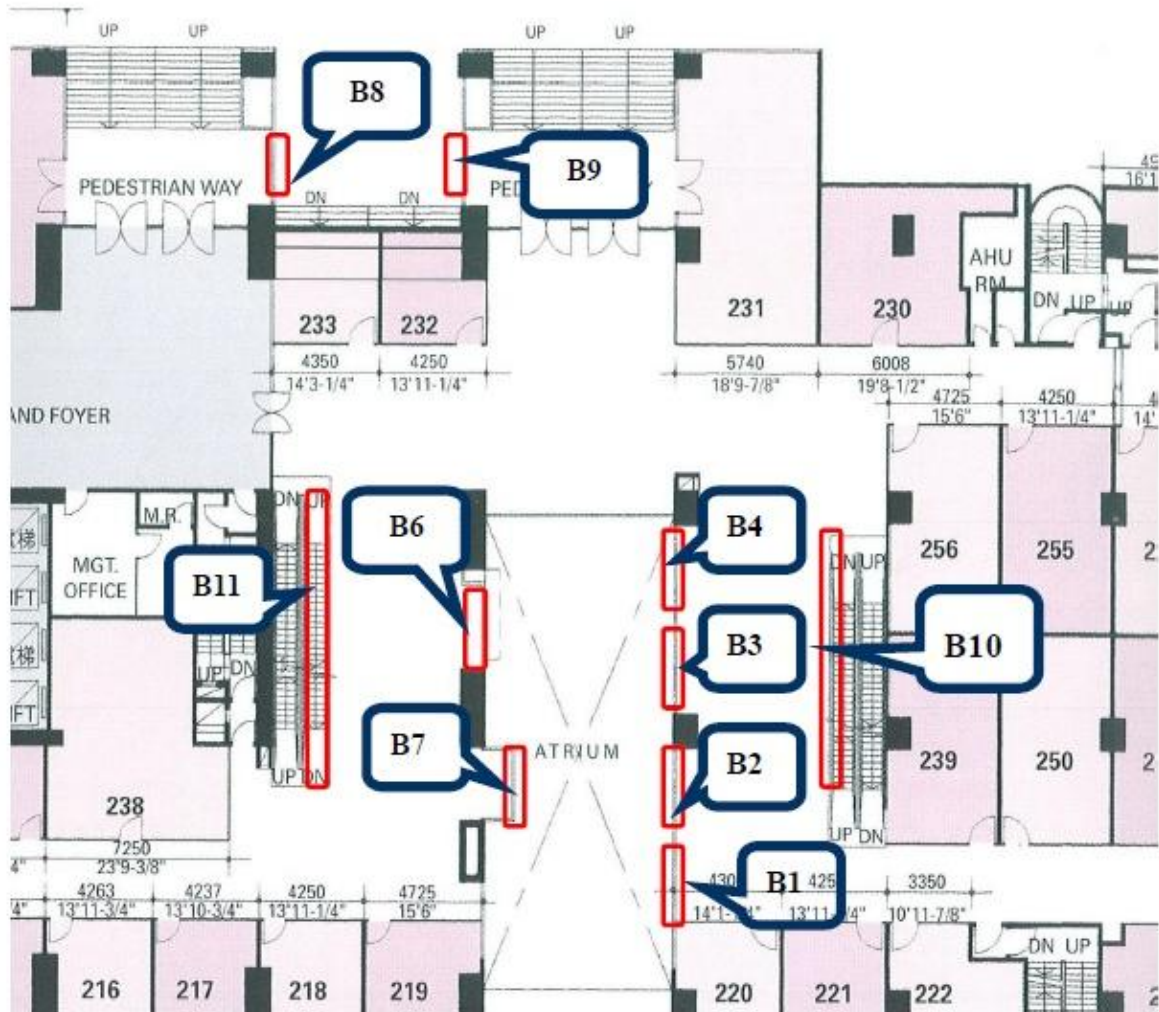 UP UP UP UP
B8
B9
PEDESTRIAN WAY
DN DN
AHU
RM
DN UP UP
233 232 231 230
4350 4250 5740 6008
14'3-1/4" 13'11-1/4" 18'9-7/8" 19'8-1/2"
4725 4250
15'6" 13'11-1/4"
AND FOYER
DN UP
M.R.
B6
B4
MGT.
OFFICE
256 255
DN UP
B11
電梯
B3
B10
UP DN
B7
ATRIUM
B2
239 250
UP DN
238
UP DN
7250
23'9-3/8"
B1
4263 4237 4250 4725 3350
13'11-3/4" 13'10-3/4" 13'11-1/4" 15'6" 10'11-7/8"
DN UP
216 217 218 219 220 221 222